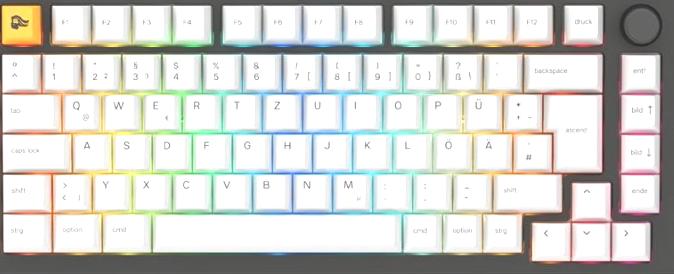 F1 F2 F3 F4 F5 F6 F7 F8 F9 F10 F11 F12 druck
° ! " § $ % & / ( ) = ? ` backspace entf
^ 1 2 ² 3 ³ 4 5 6 7 { 8 [ 9 ] 0 } ß \ ´
tab Q W E R T Z U I O P Ü * bild ↑
@ € + ~
caps lock A S D F G H J K L Ö Ä ' ascend bild ↓
#
shift > Y X C V B N M ; : _ shift ^ ende
< | µ , . -
strg option cmd cmd option strg < v >